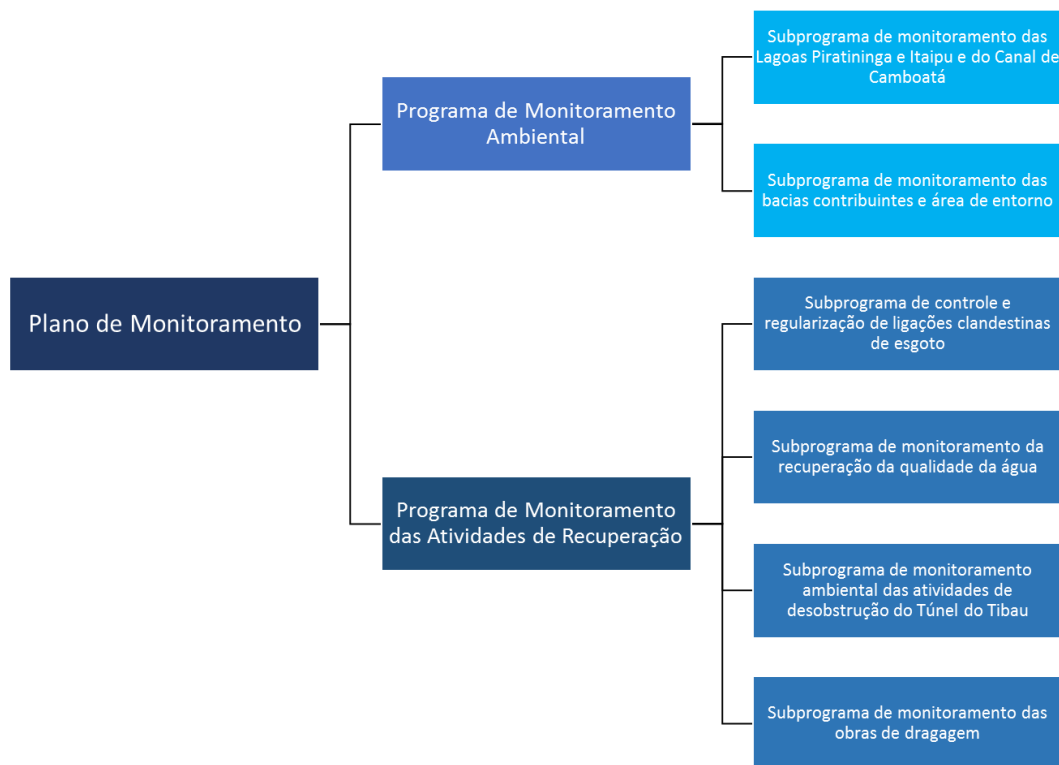 Plano de Monitoramento
Programa de Monitoramento
Ambiental
Subprograma de monitoramento das
Lagoas Piratininga e Itaipu e do Canal de
Camboatá
Subprograma de monitoramento das
bacias contribuintes e área de entorno
Programa de Monitoramento
das Atividades de Recuperação
Subprograma de controle e
regularização de ligações clandestinas
de esgoto
Subprograma de monitoramento da
recuperação da qualidade da água
Subprograma de monitoramento
ambiental das atividades de
desobstrução do Túnel do Tibau
Subprograma de monitoramento das
obras de dragagem